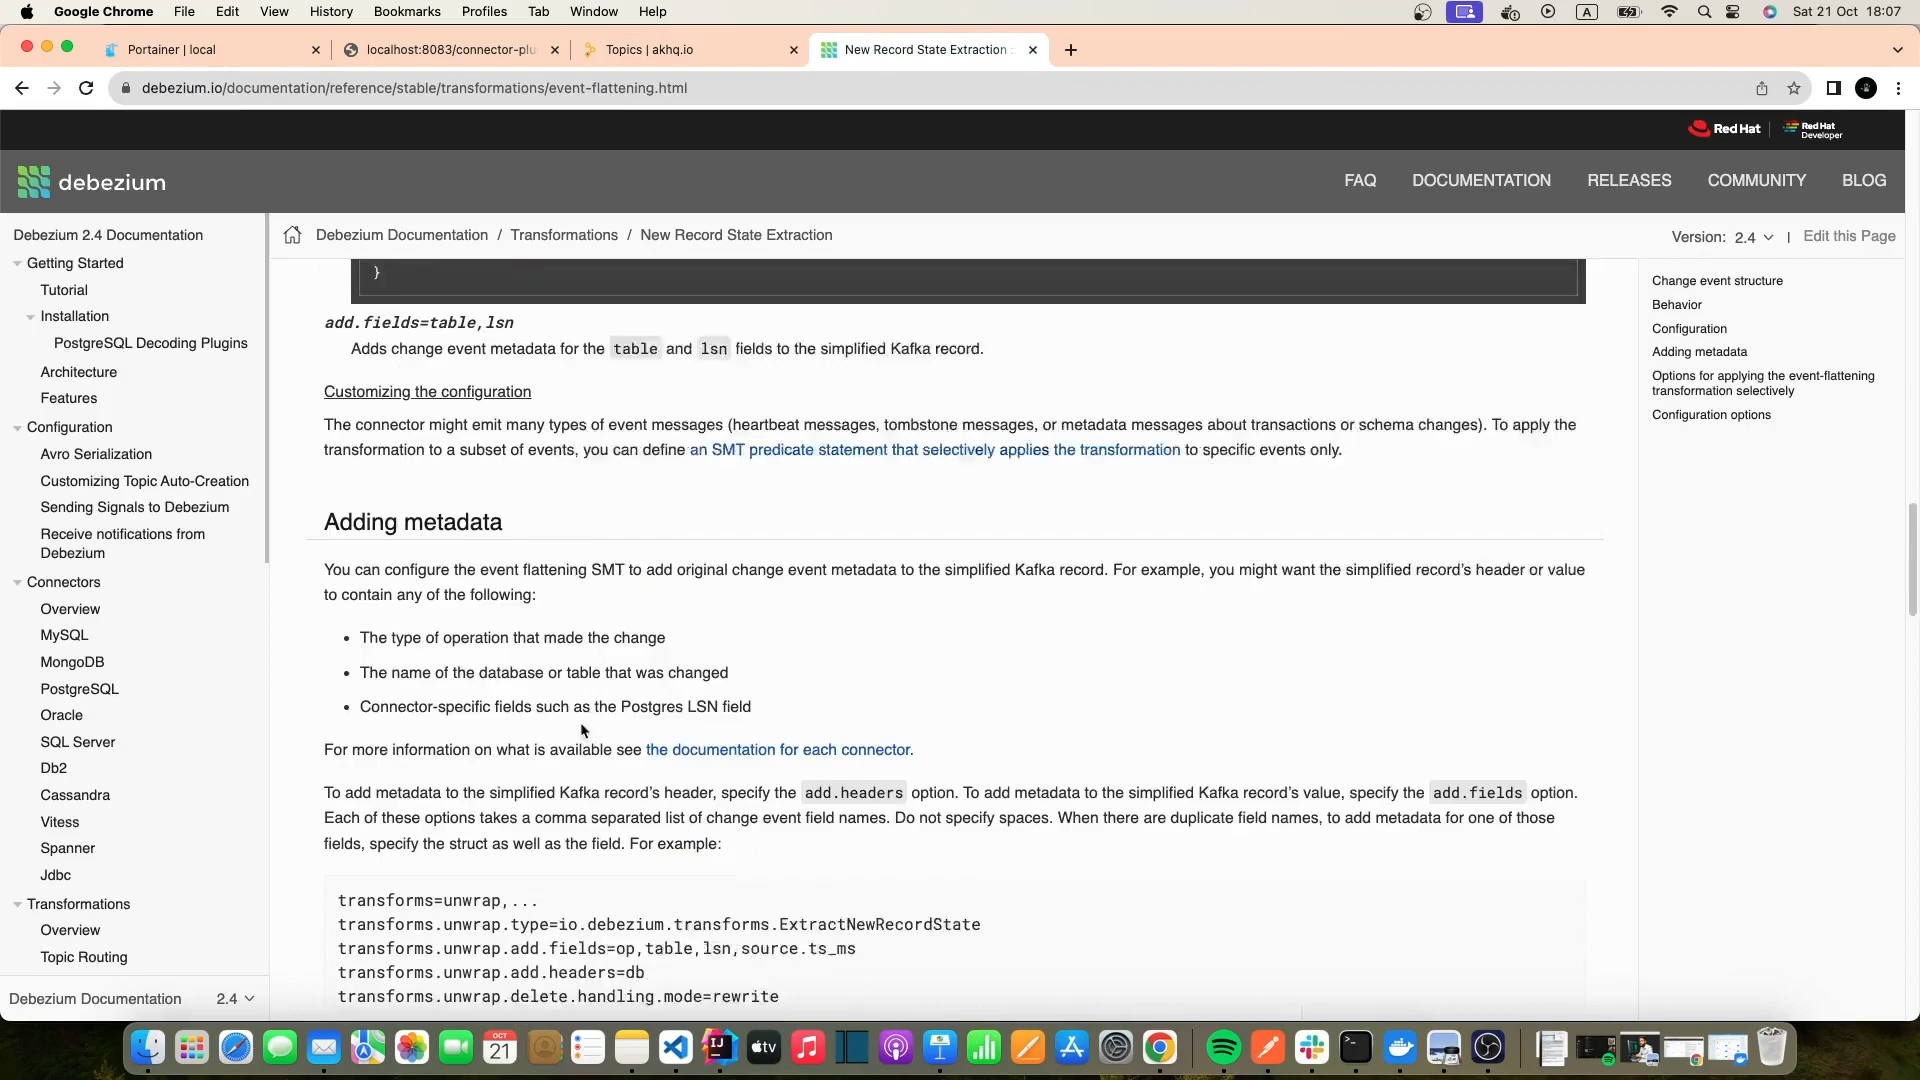 Google Chrome File Edit View History Bookmarks Profiles Tab Window Help
A
Sat 21 Oct 18:07
Portainer | local
localhost:8083/connector-plu
Topics | akhq.io
New Record State Extraction
debezium.io/documentation/reference/stable/transformations/event-flattening.html
Red Hat
Red Hat
Developer
debezium
FAQ DOCUMENTATION RELEASES COMMUNITY BLOG
Debezium 2.4 Documentation
Getting Started
Tutorial
Installation
PostgreSQL Decoding Plugins
Architecture
Features
Configuration
Avro Serialization
Customizing Topic Auto-Creation
Sending Signals to Debezium
Receive notifications from
Debezium
Connectors
Overview
MySQL
MongoDB
PostgreSQL
Oracle
SQL Server
Db2
Cassandra
Vitess
Spanner
Jdbc
Transformations
Overview
Topic Routing
Debezium Documentation 2.4
Debezium Documentation / Transformations / New Record State Extraction
Version: 2.4 | Edit this Page
}
add.fields=table,lsn
Adds change event metadata for the table and lsn fields to the simplified Kafka record.
Customizing the configuration
The connector might emit many types of event messages (heartbeat messages, tombstone messages, or metadata messages about transactions or schema changes). To apply the
transformation to a subset of events, you can define an SMT predicate statement that selectively applies the transformation to specific events only.
Adding metadata
You can configure the event flattening SMT to add original change event metadata to the simplified Kafka record. For example, you might want the simplified record's header or value
to contain any of the following:
• The type of operation that made the change
• The name of the database or table that was changed
• Connector-specific fields such as the Postgres LSN field
For more information on what is available see the documentation for each connector.
To add metadata to the simplified Kafka record's header, specify the add.headers option. To add metadata to the simplified Kafka record's value, specify the add.fields option.
Each of these options takes a comma separated list of change event field names. Do not specify spaces. When there are duplicate field names, to add metadata for one of those
fields, specify the struct as well as the field. For example:
transforms=unwrap,...
transforms.unwrap.type=io.debezium.transforms.ExtractNewRecordState
transforms.unwrap.add.fields=op,table,lsn,source.ts_ms
transforms.unwrap.add.headers=db
transforms.unwrap.delete.handling.mode=rewrite
Change event structure
Behavior
Configuration
Adding metadata
Options for applying the event-flattening
transformation selectively
Configuration options
OCT
21
IJ
tv